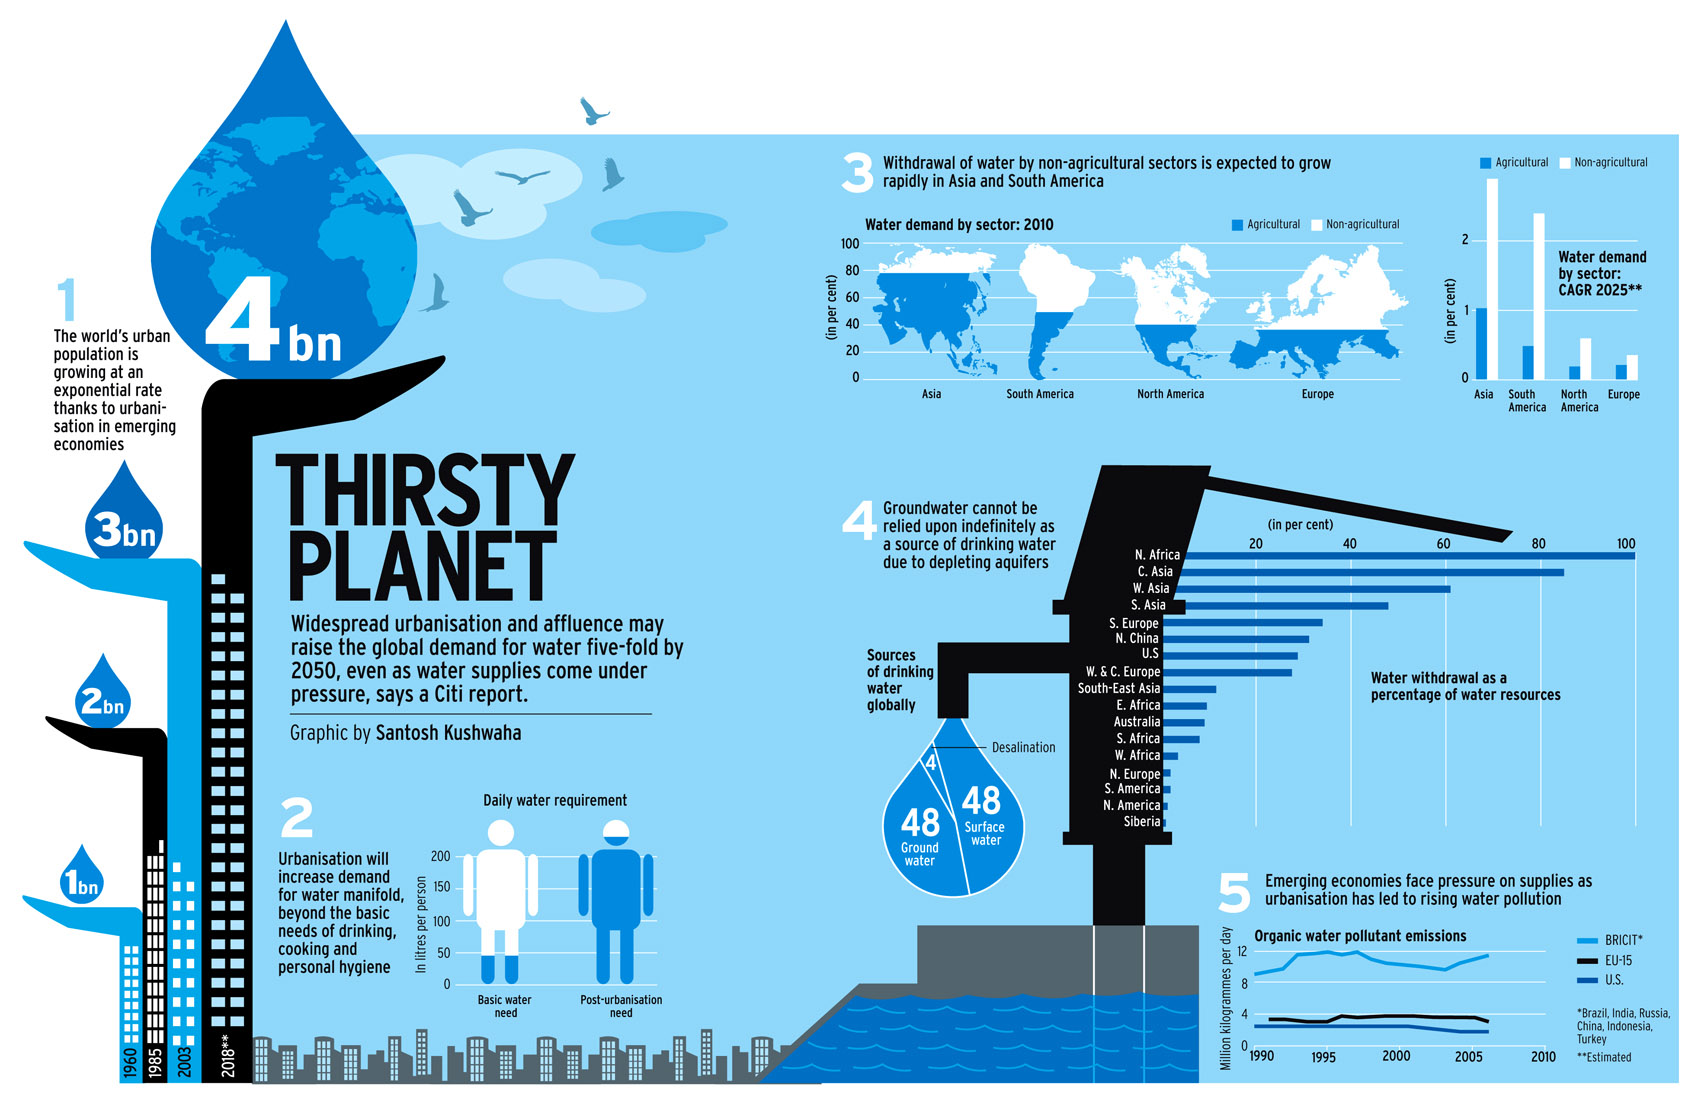 4bn
1
The world's urban
population is
growing at an
exponential rate
thanks to urbani-
sation in emerging
economies
3bn
2bn
1bn
1960
1985
2003
2018**
THIRSTY
PLANET
Widespread urbanisation and affluence may
raise the global demand for water five-fold by
2050, even as water supplies come under
pressure, says a Citi report.
Graphic by Santosh Kushwaha
2
Urbanisation will
increase demand
for water manifold,
beyond the basic
needs of drinking,
cooking and
personal hygiene
Daily water requirement
In litres per person
200
150
100
50
0
Basic water
need
Post-urbanisation
need
3
Withdrawal of water by non-agricultural sectors is expected to grow
rapidly in Asia and South America
Water demand by sector: 2010
Agricultural Non-agricultural
(in per cent)
100
80
60
40
20
0
Asia South America North America Europe
Agricultural Non-agricultural
Water demand
by sector:
CAGR 2025**
(in per cent)
2
1
0
Asia South America North America Europe
4
Groundwater cannot be
relied upon indefinitely as
a source of drinking water
due to depleting aquifers
(in per cent)
20 40 60 80 100
N. Africa
C. Asia
W. Asia
S. Asia
S. Europe
N. China
U.S
W. & C. Europe
South-East Asia
E. Africa
Australia
S. Africa
W. Africa
N. Europe
S. America
N. America
Siberia
Water withdrawal as a
percentage of water resources
Sources
of drinking
water
globally
Desalination
4
48
Ground
water
48
Surface
water
5
Emerging economies face pressure on supplies as
urbanisation has led to rising water pollution
Organic water pollutant emissions
Million kilogrammes per day
12
8
4
0
1990 1995 2000 2005 2010
BRICIT*
EU-15
U.S.
*Brazil, India, Russia,
China, Indonesia,
Turkey
**Estimated